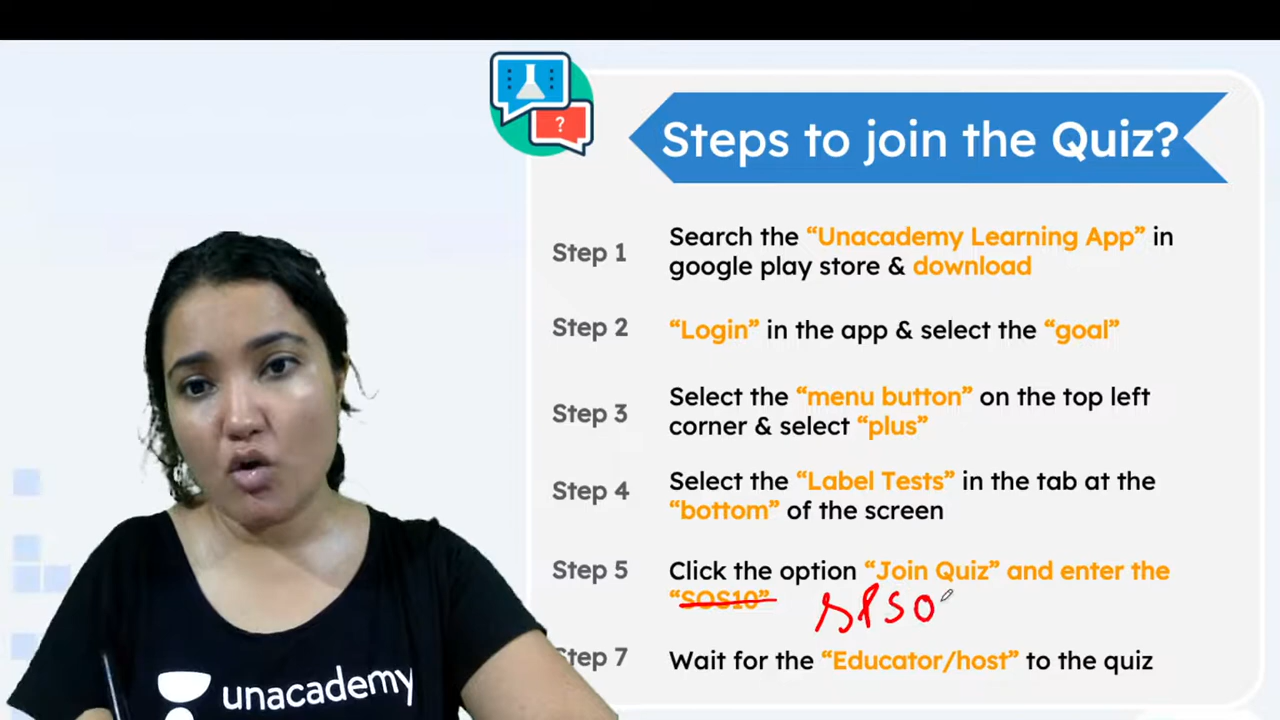 ?
Steps to join the Quiz?
Step 1
Search the “Unacademy Learning App” in
google play store & download
Step 2
“Login” in the app & select the “goal”
Step 3
Select the “menu button” on the top left
corner & select “plus”
Step 4
Select the “Label Tests” in the tab at the
“bottom” of the screen
Step 5
Click the option “Join Quiz” and enter the
“SOS10”
SPSO
Step 7
Wait for the “Educator/host” to the quiz
unacademy